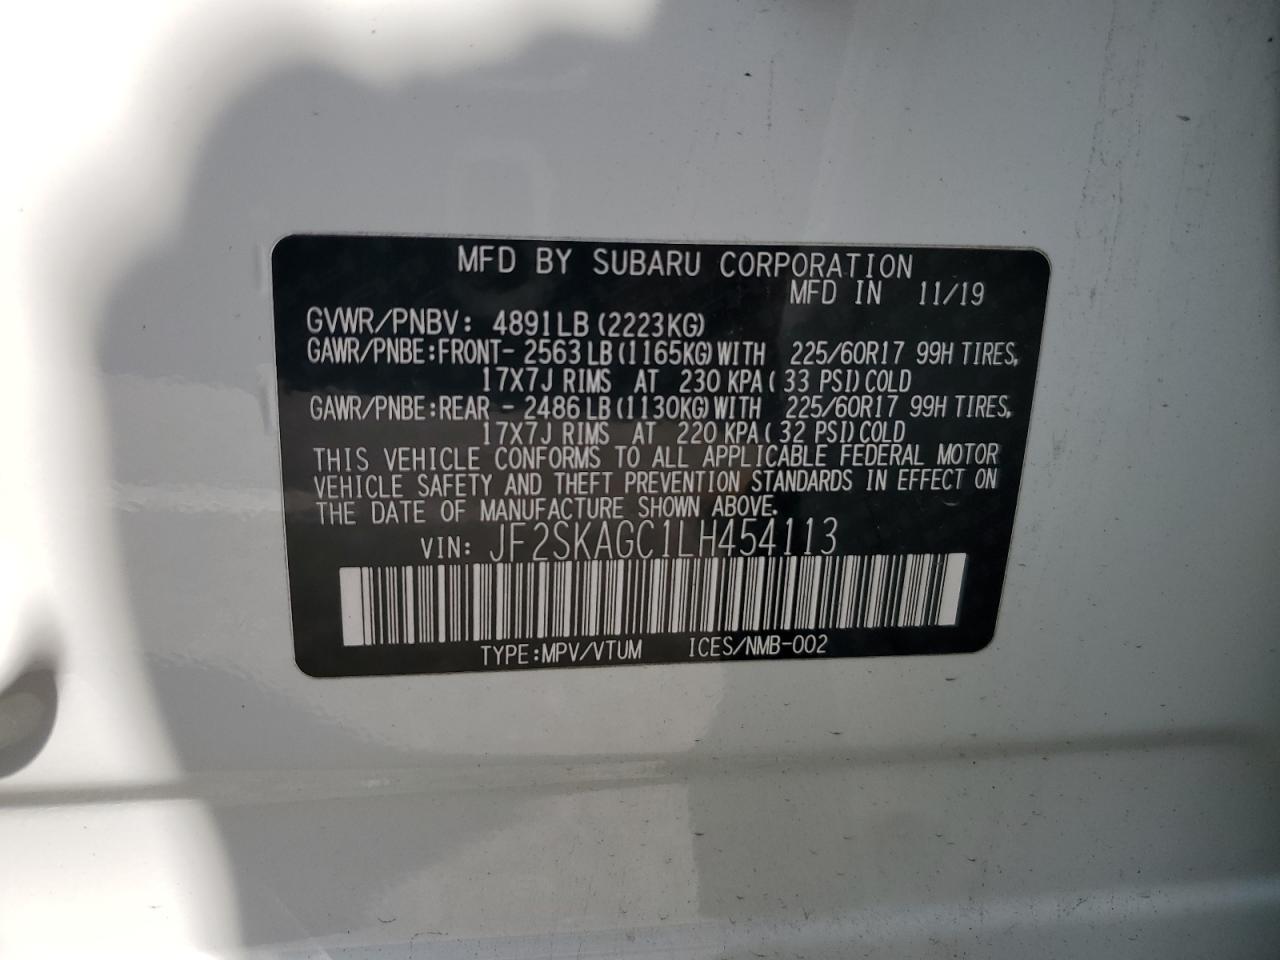 MFD BY SUBARU CORPORATION
MFD IN 11/19
GVWR/PNBV: 4891LB (2223KG)
GAWR/PNBE:FRONT- 2563 LB (1165KG) WITH 225/60R17 99H TIRES,
17X7J RIMS AT 230 KPA ( 33 PSI) COLD
GAWR/PNBE:REAR - 2486 LB (1130KG) WITH 225/60R17 99H TIRES,
17X7J RIMS AT 220 KPA ( 32 PSI) COLD
THIS VEHICLE CONFORMS TO ALL APPLICABLE FEDERAL MOTOR
VEHICLE SAFETY AND THEFT PREVENTION STANDARDS IN EFFECT ON
THE DATE OF MANUFACTURE SHOWN ABOVE.
VIN: JF2SKAGC1LH454113
TYPE:MPV/VTUM ICES/NMB-002